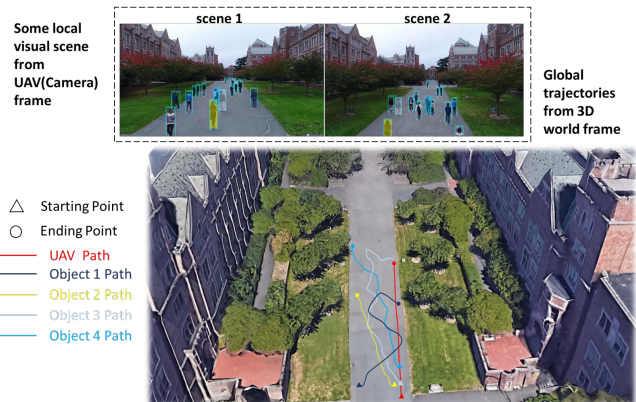 Some local
visual scene
from
UAV(Camera)
frame
scene 1
scene 2
Global
trajectories
from 3D
world frame
Starting Point
Ending Point
UAV Path
Object 1 Path
Object 2 Path
Object 3 Path
Object 4 Path